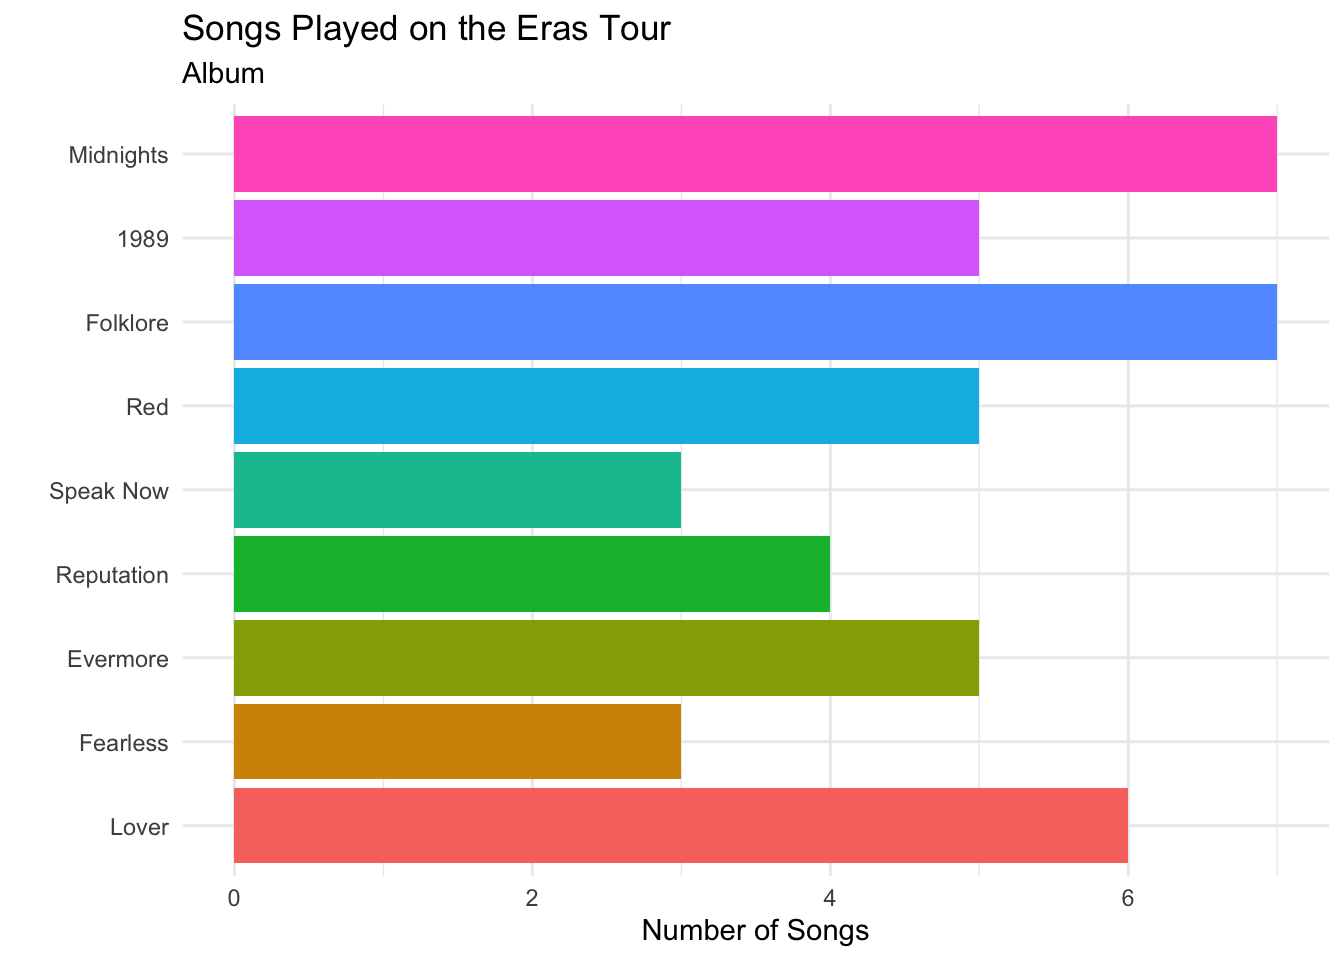 Songs Played on the Eras Tour
Album
Midnights
1989
Folklore
Red
Speak Now
Reputation
Evermore
Fearless
Lover
0 2 4 6
Number of Songs